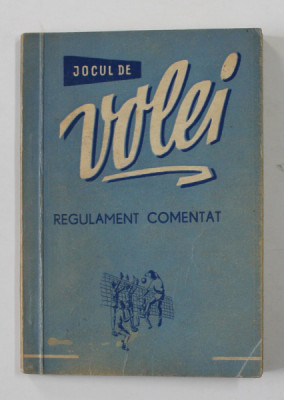 JOCUL DE
volei
REGULAMENT COMENTAT